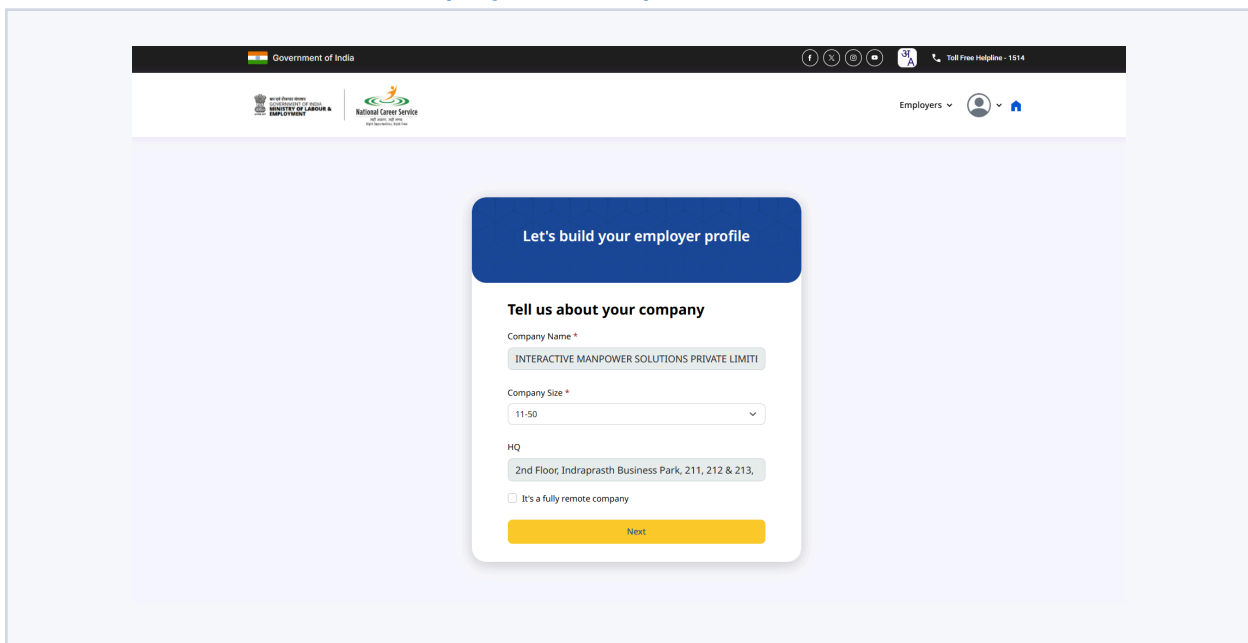 Government of India
अ
A
Toll Free Helpline - 1514
GOVERNMENT OF INDIA
MINISTRY OF LABOUR &
EMPLOYMENT
National Career Service
Employers
Let's build your employer profile
Tell us about your company
Company Name *
INTERACTIVE MANPOWER SOLUTIONS PRIVATE LIMITI
Company Size *
11-50
HQ
2nd Floor, Indraprasth Business Park, 211, 212 & 213,
It's a fully remote company
Next